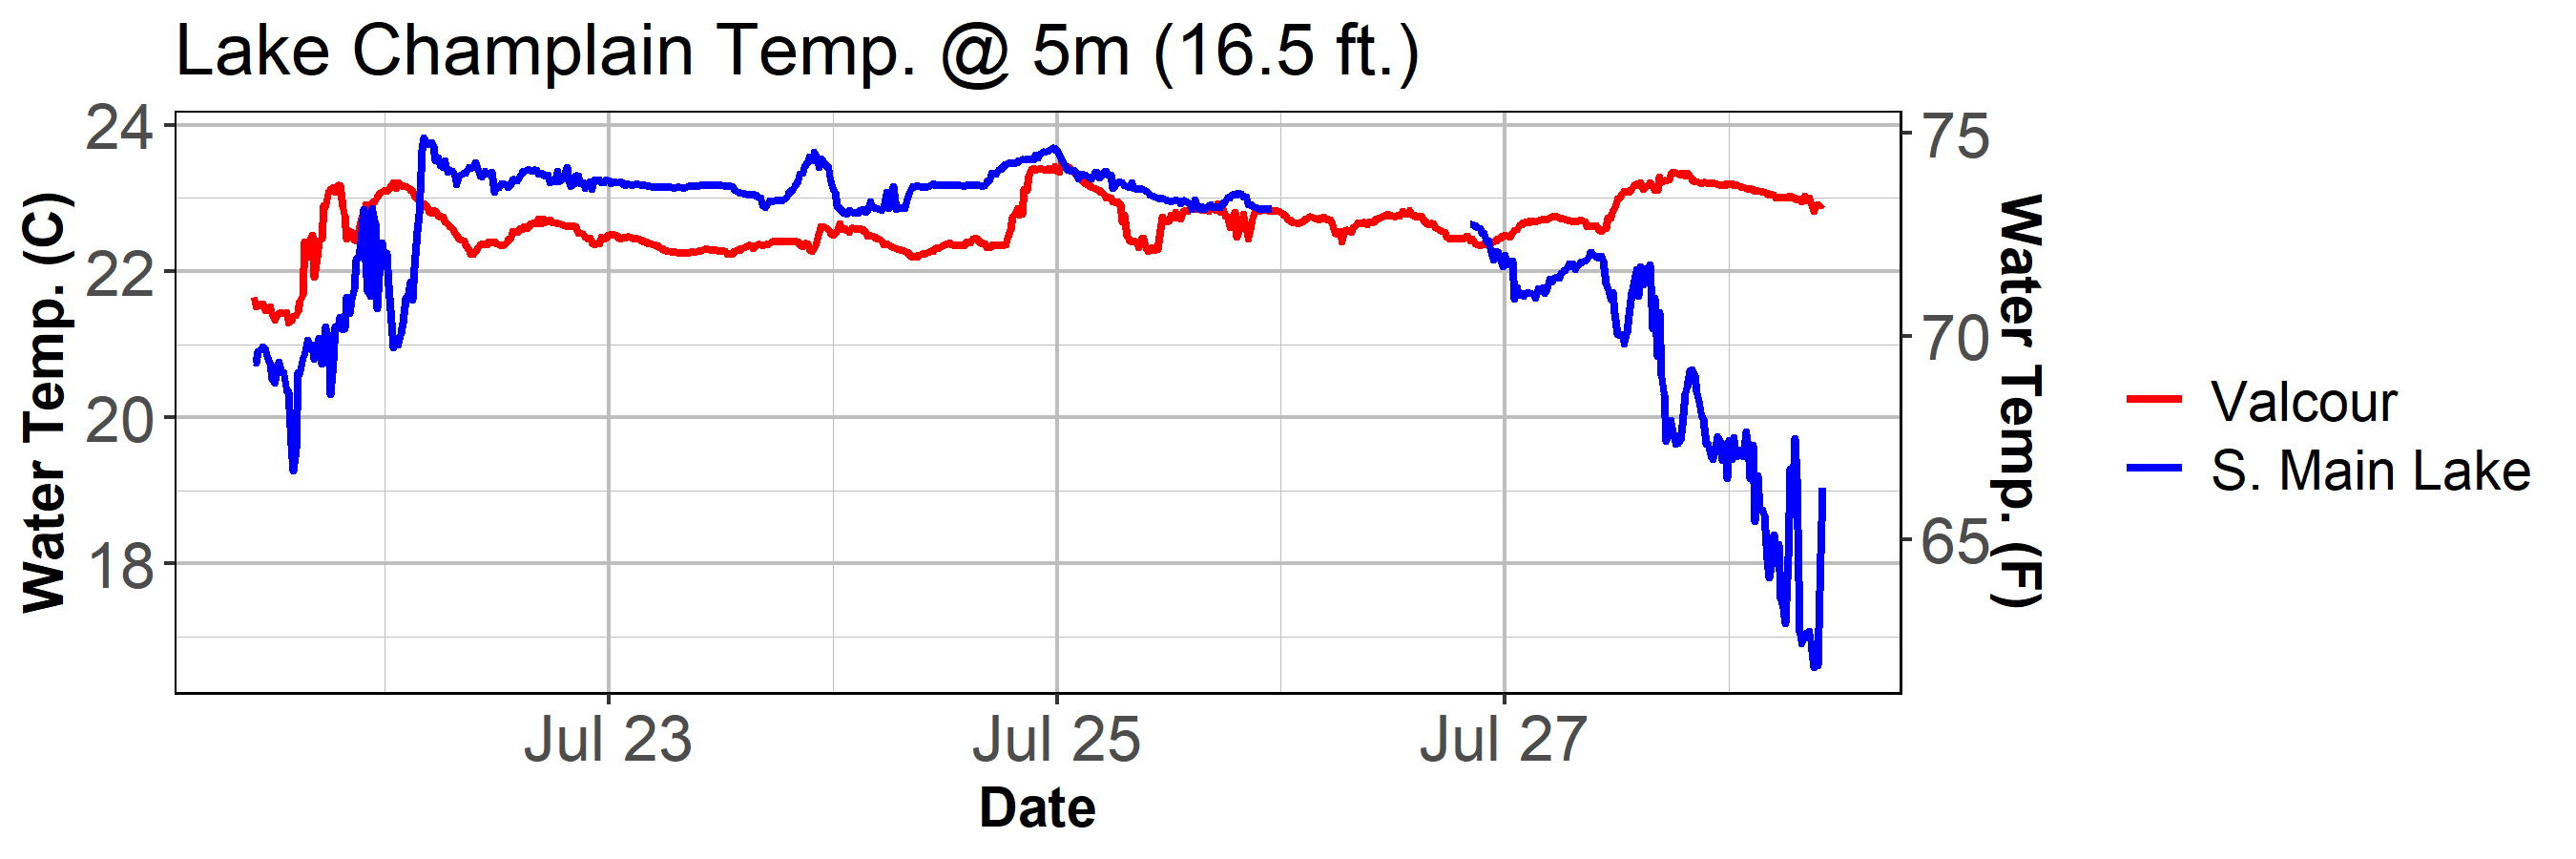 Lake Champlain Temp. @ 5m (16.5 ft.)
Water Temp. (C)
24
22
20
18
75
70
65
Water Temp. (F)
Jul 23
Jul 25
Jul 27
Date
Valcour
S. Main Lake